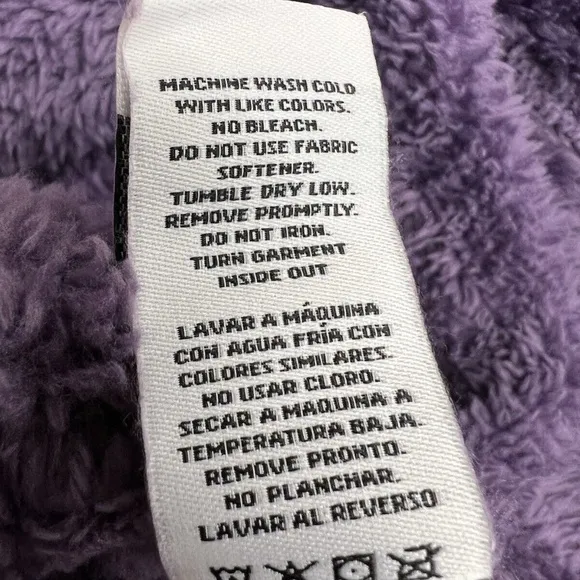 MACHINE WASH COLD
WITH LIKE COLORS.
NO BLEACH.
DO NOT USE FABRIC
SOFTENER.
TUMBLE DRY LOW.
REMOVE PROMPTLY.
DO NOT IRON.
TURN GARMENT
INSIDE OUT
LAVAR A MÁQUINA
CON AGUA FRÍA CON
COLORES SIMILARES.
NO USAR CLORO.
SECAR A MAQUINA A
TEMPERATURA BAJA.
REMOVE PRONTO.
NO PLANCHAR.
LAVAR AL REVERSO